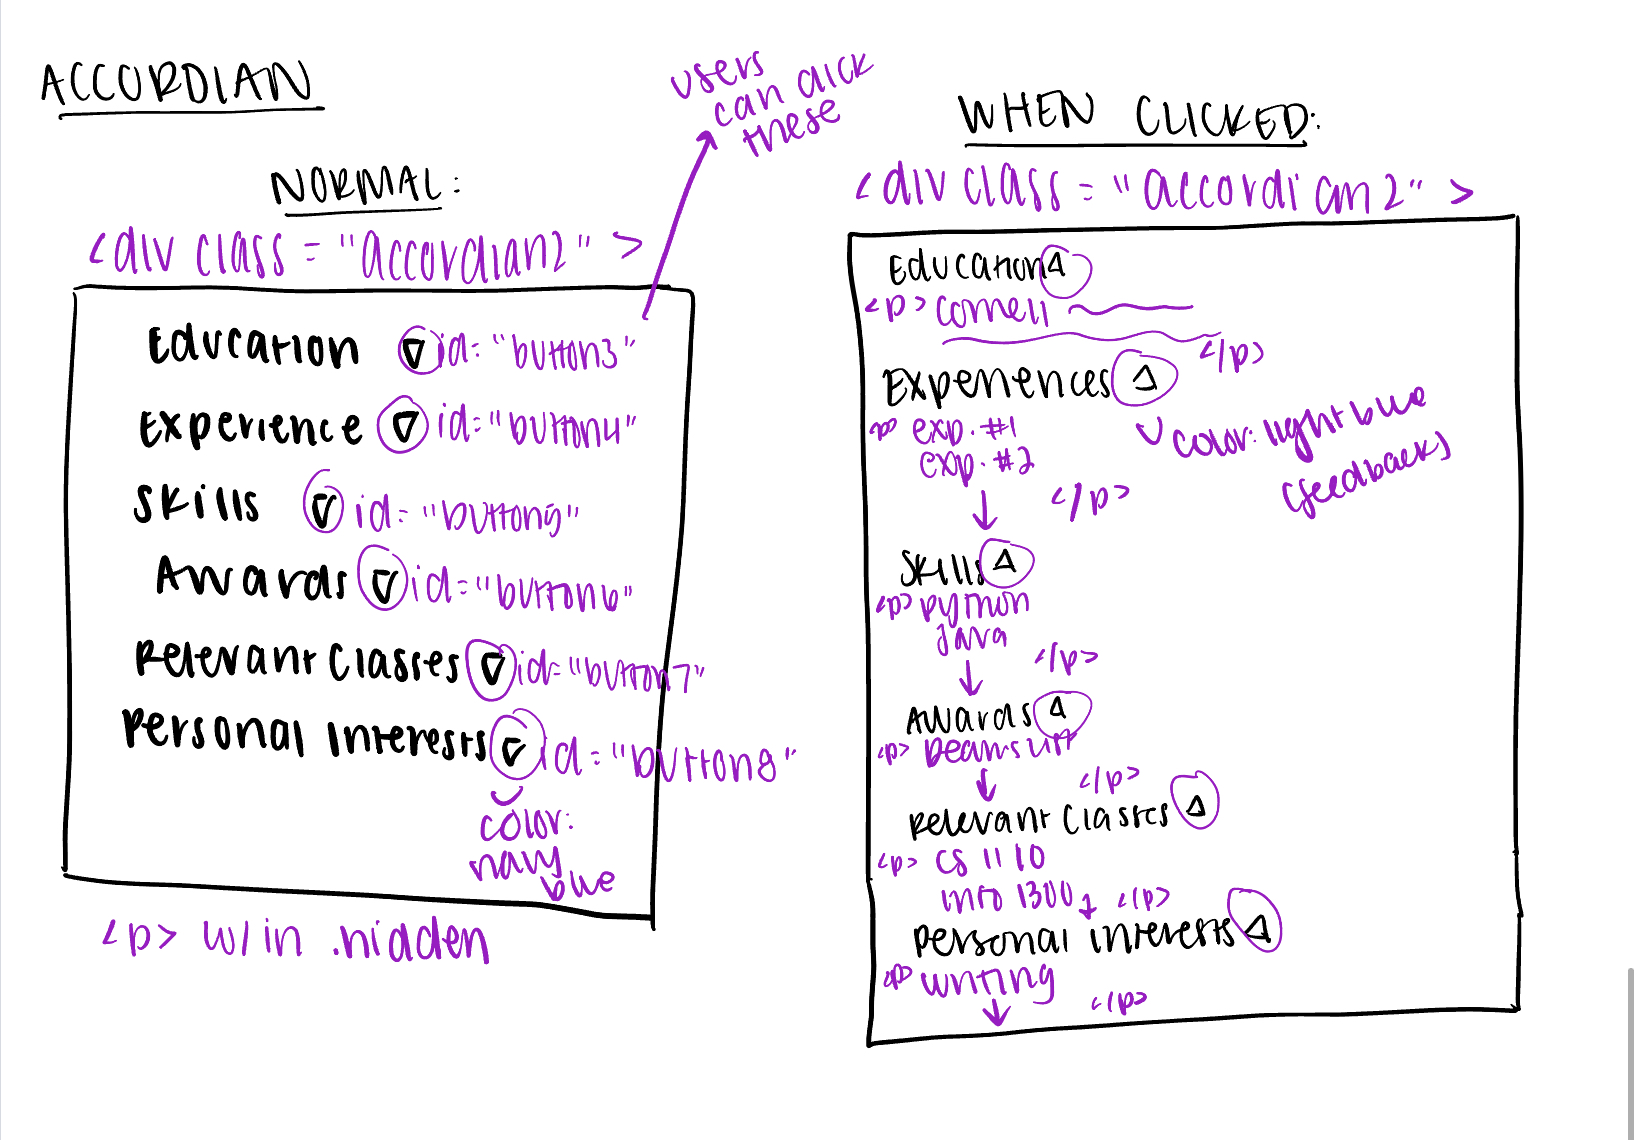 ACCORDIAN
NORMAL:
<div class = "accordian2" >
Education ▽ id= "button3"
Experience ▽ id= "button4"
Skills ▽ id= "button5"
Awards ▽ id= "button6"
Relevant Classes ▽ id= "button7"
Personal Interests ▽ id= "button8"
color:
navy
blue
<p> w/in .hidden
users
can click
these
WHEN CLICKED:
<div class = "accordian2" >
Education △
<p> Cornell
</p>
Experiences △
<p> exp. #1
exp. #2
</p>
color: light blue
(feedback)
Skills △
<p> python
java
</p>
Awards △
<p>
</p>
Relevant Classes △
<p> CS 1110
INFO 1300 </p>
Personal Interests △
<p> writing
</p>